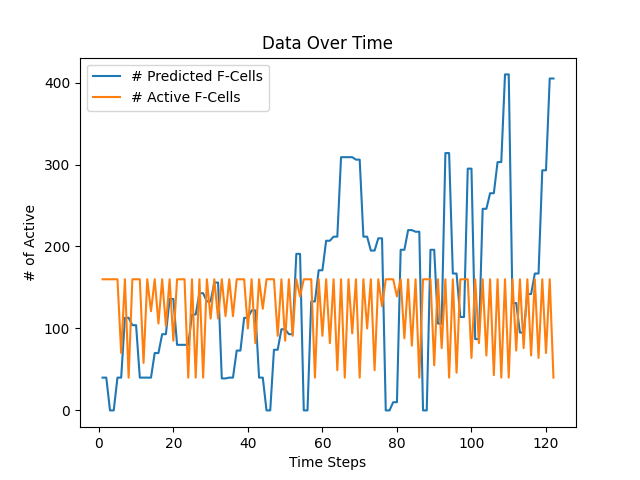 Data Over Time
# Predicted F-Cells
# Active F-Cells
# of Active
400
300
200
100
0
0 20 40 60 80 100 120
Time Steps